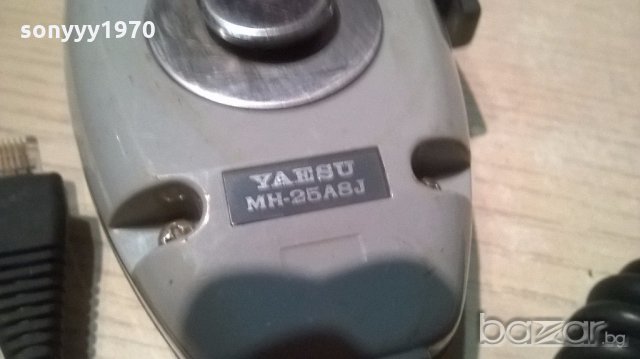 sonyyy1970
YAESU
MH-25A8J
bazar.bg